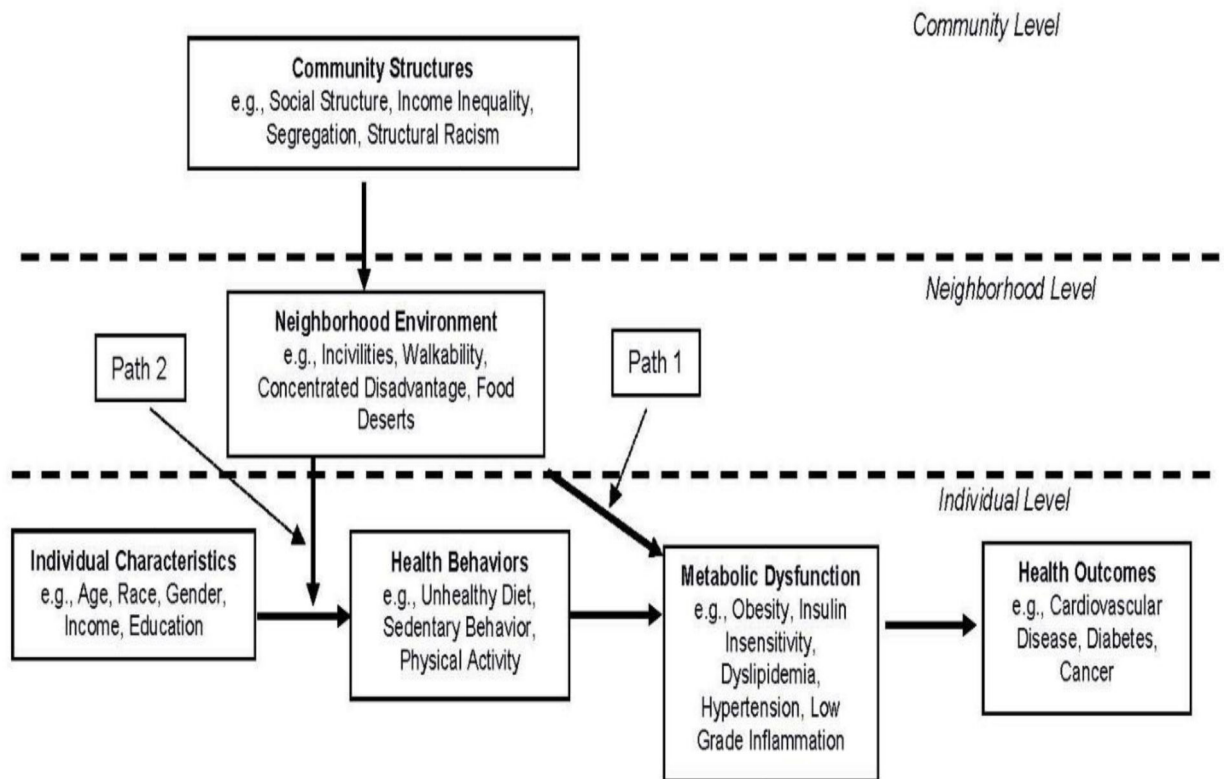 Community Level
Community Structures
e.g., Social Structure, Income Inequality,
Segregation, Structural Racism
Neighborhood Level
Neighborhood Environment
e.g., Incivilities, Walkability,
Concentrated Disadvantage, Food
Deserts
Path 2
Path 1
Individual Level
Individual Characteristics
e.g., Age, Race, Gender,
Income, Education
Health Behaviors
e.g., Unhealthy Diet,
Sedentary Behavior,
Physical Activity
Metabolic Dysfunction
e.g., Obesity, Insulin
Insensitivity,
Dyslipidemia,
Hypertension, Low
Grade Inflammation
Health Outcomes
e.g., Cardiovascular
Disease, Diabetes,
Cancer